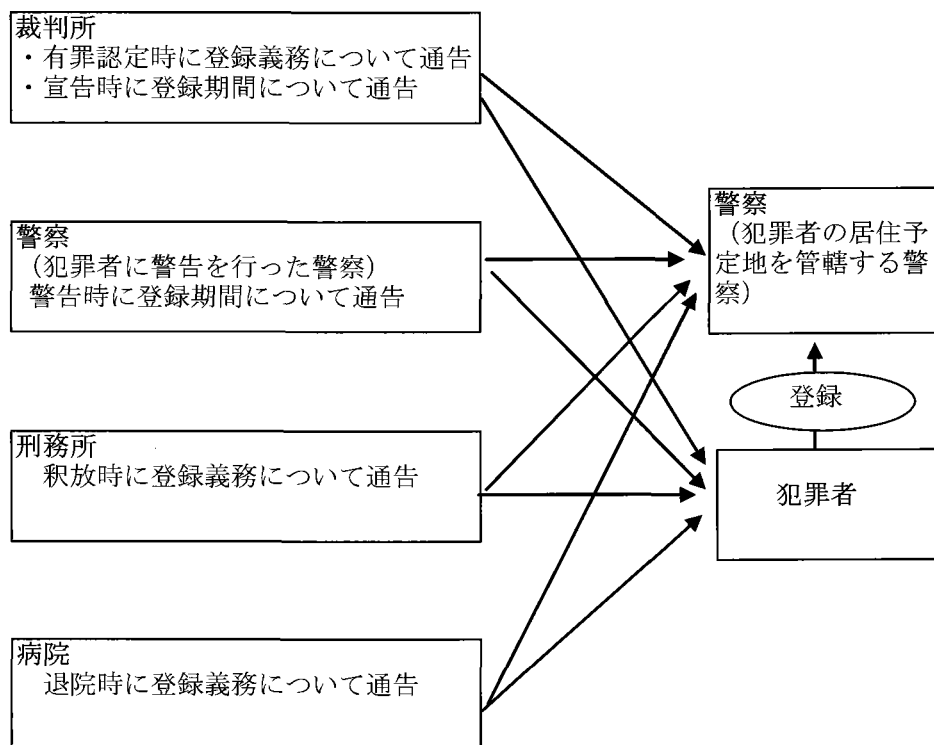 裁判所
・有罪認定時に登録義務について通告
・宣告時に登録期間について通告
警察
（犯罪者に警告を行った警察）
警告時に登録期間について通告
刑務所
釈放時に登録義務について通告
病院
退院時に登録義務について通告
警察
（犯罪者の居住予
定地を管轄する警
察）
登録
犯罪者